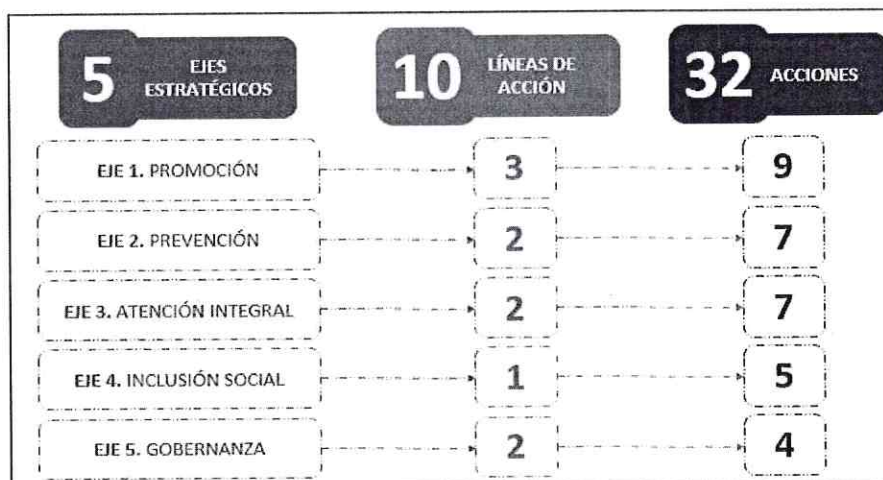 5 EJES ESTRATÉGICOS
10 LÍNEAS DE ACCIÓN
32 ACCIONES
EJE 1. PROMOCIÓN 3 9
EJE 2. PREVENCIÓN 2 7
EJE 3. ATENCIÓN INTEGRAL 2 7
EJE 4. INCLUSIÓN SOCIAL 1 5
EJE 5. GOBERNANZA 2 4